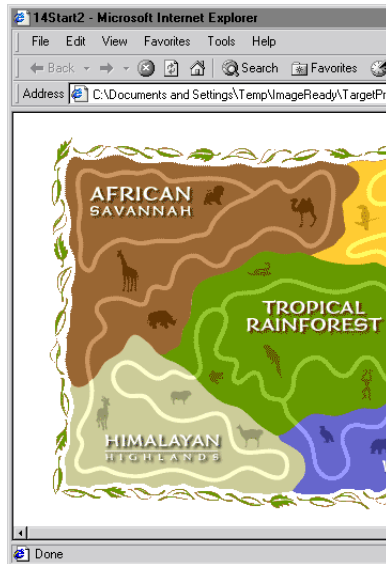 14Start2 - Microsoft Internet Explorer
File Edit View Favorites Tools Help
Back Search Favorites
Address C:\Documents and Settings\Temp\ImageReady\TargetPr
AFRICAN
SAVANNAH
TROPICAL
RAINFOREST
HIMALAYAN
HIGHLANDS
Done